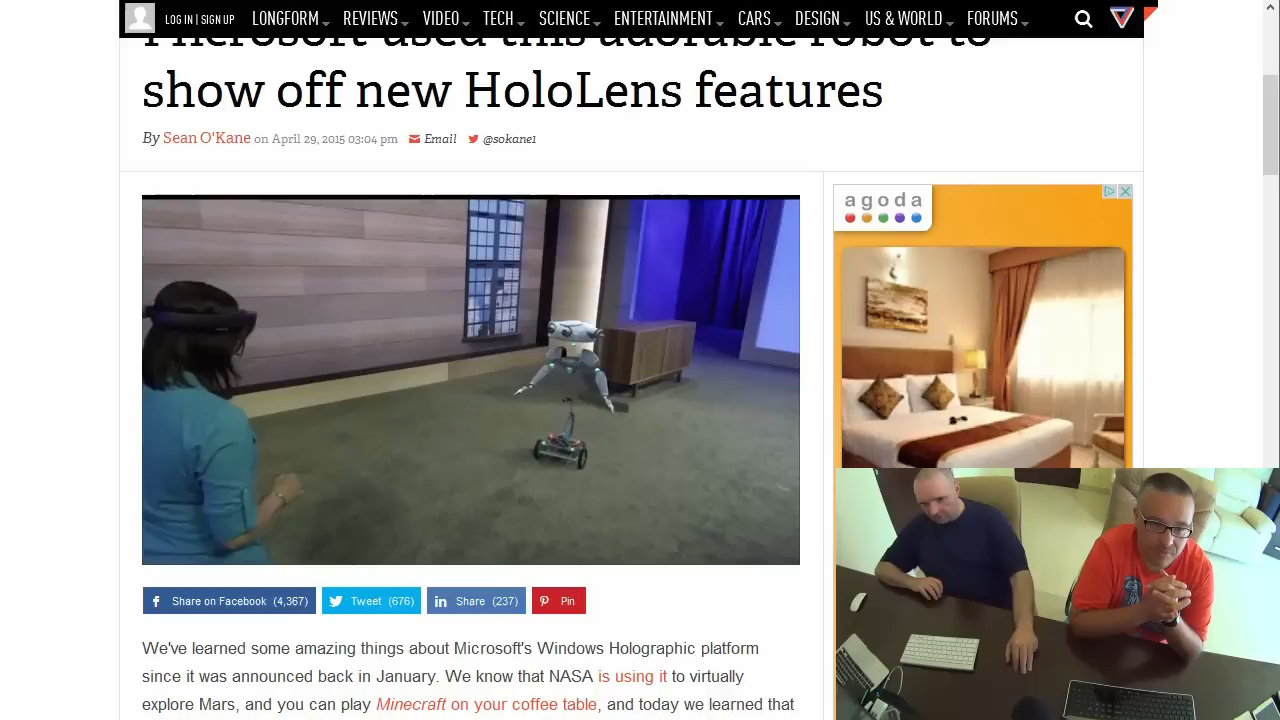 LOG IN | SIGN UP
LONGFORM
REVIEWS
VIDEO
TECH
SCIENCE
ENTERTAINMENT
CARS
DESIGN
US & WORLD
FORUMS
used this adorable robot to
show off new HoloLens features
By Sean O'Kane on April 29, 2015 03:04 pm Email @sokane1
agoda
Share on Facebook (4,367)
Tweet (676)
Share (237)
Pin
We've learned some amazing things about Microsoft's Windows Holographic platform
since it was announced back in January. We know that NASA is using it to virtually
explore Mars, and you can play Minecraft on your coffee table, and today we learned that